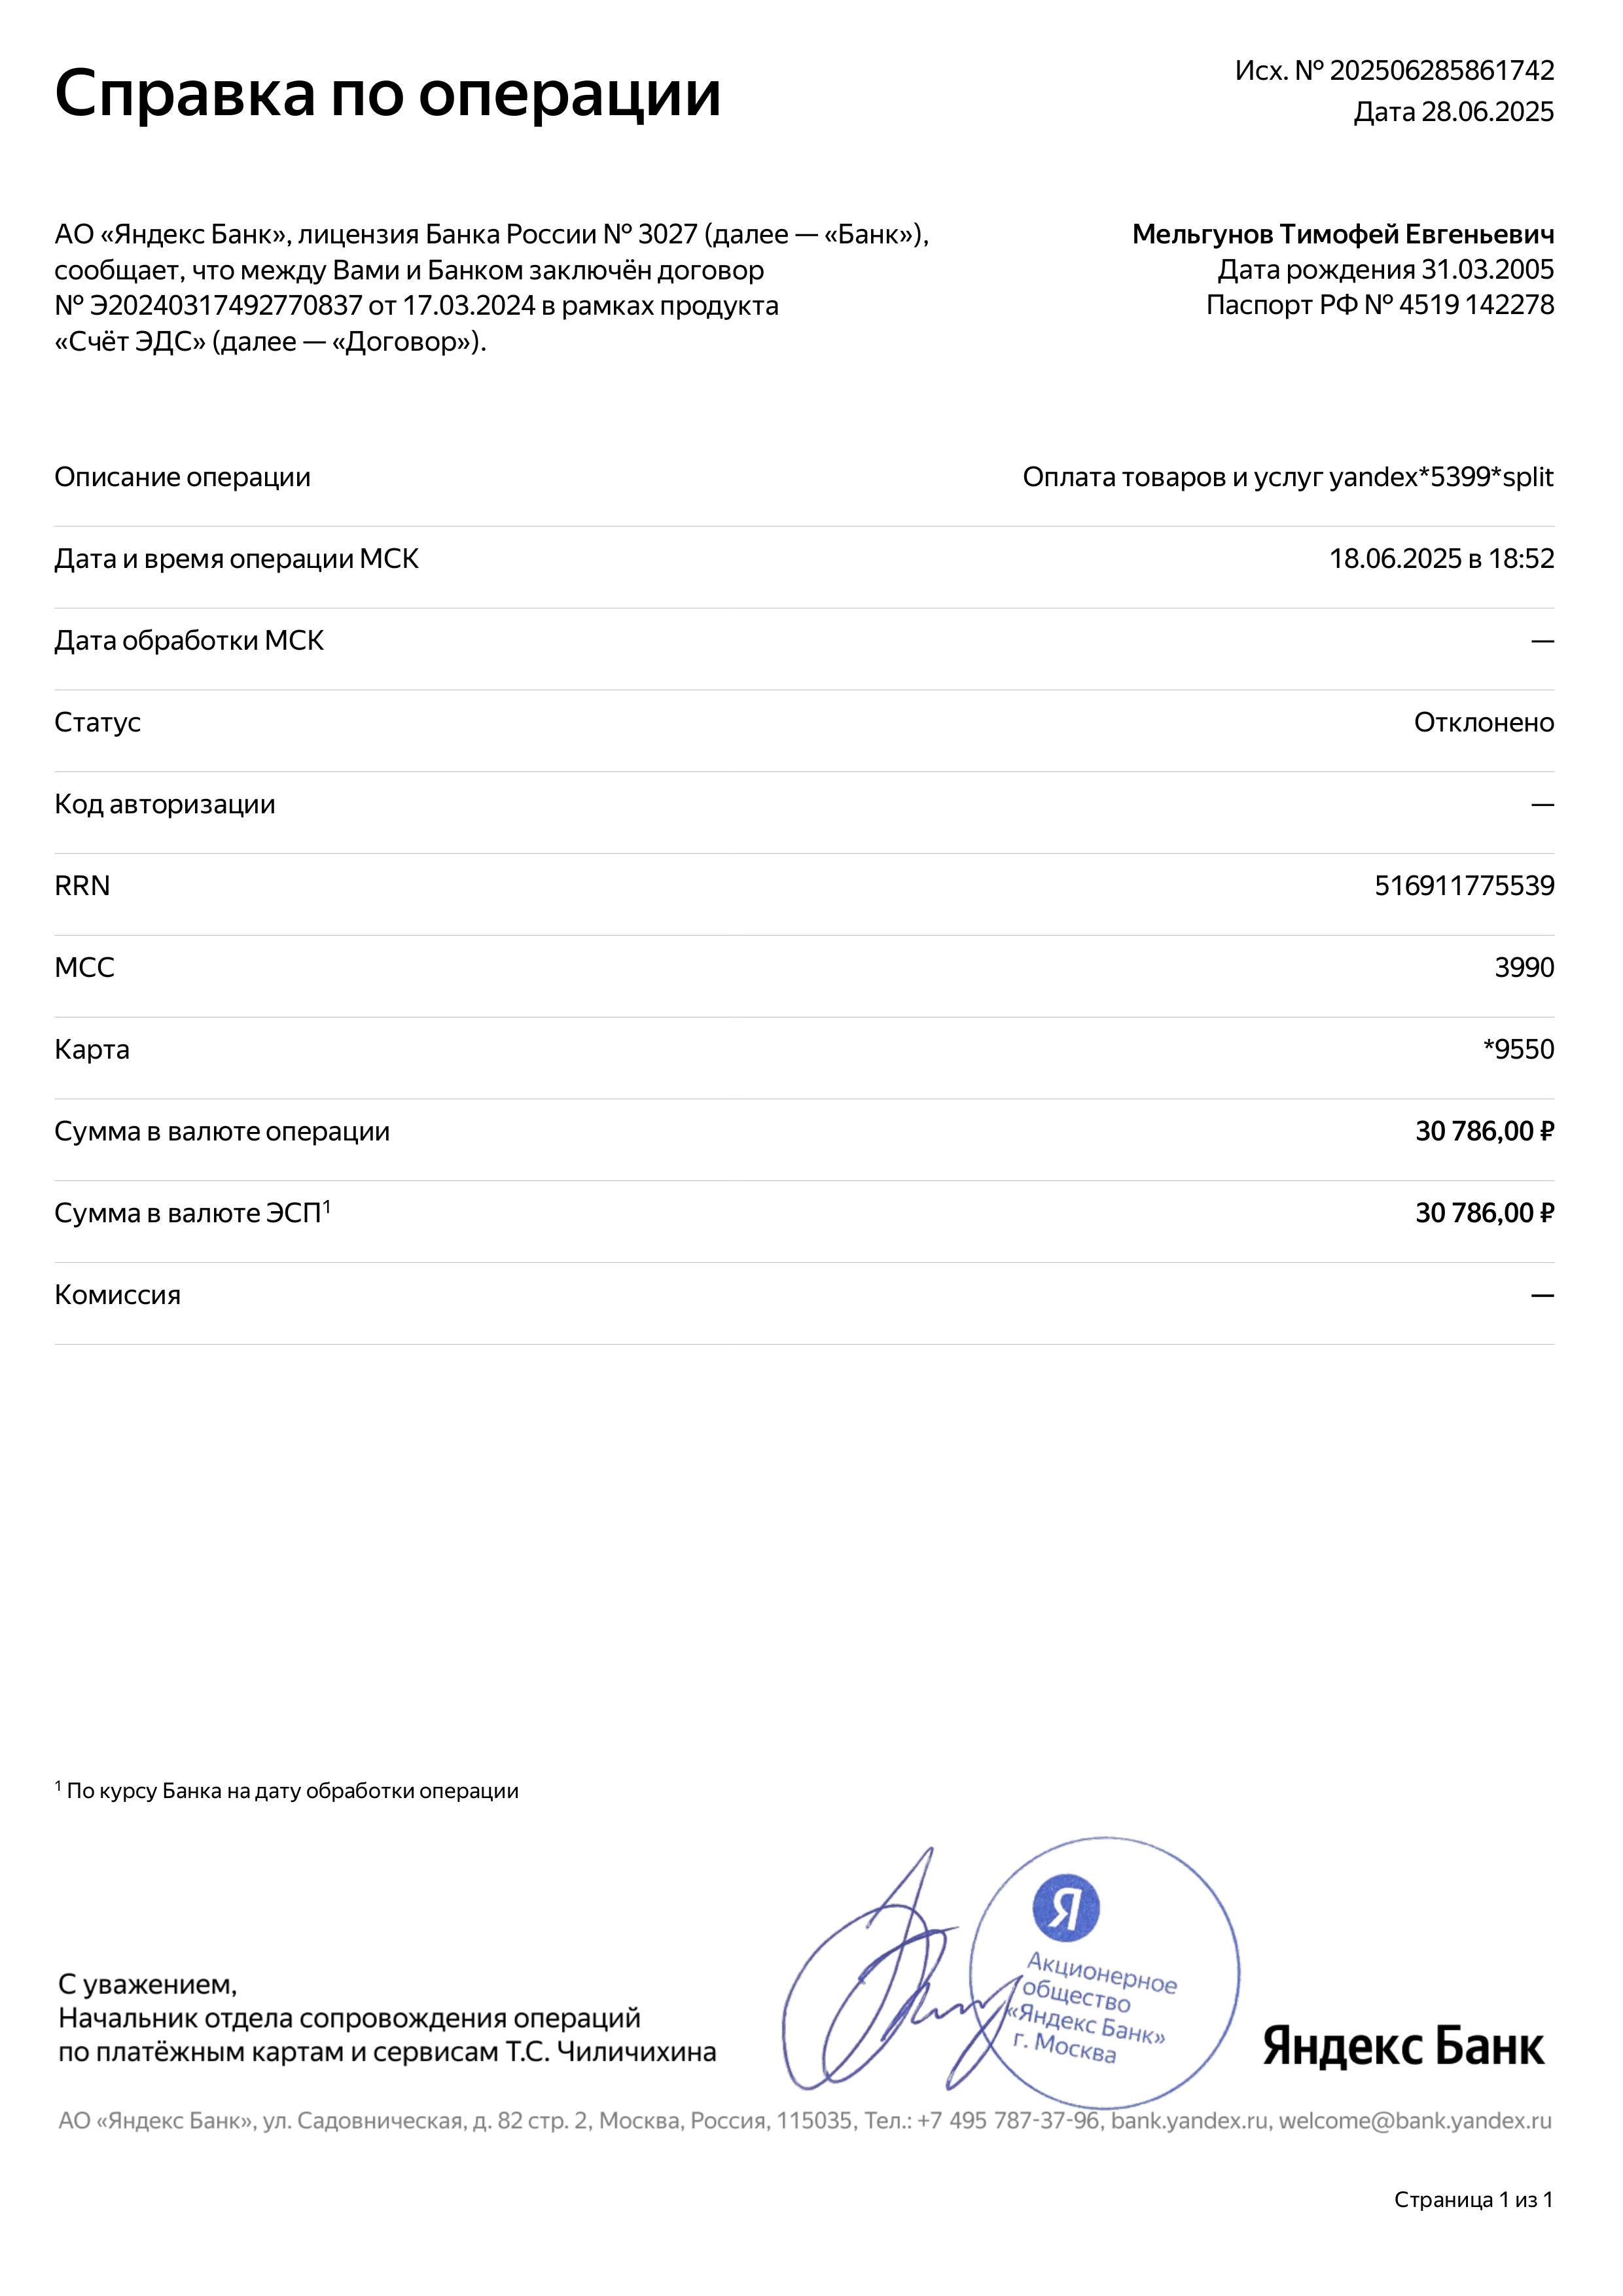 Справка по операции
Исх. № 202506285861742
Дата 28.06.2025
АО «Яндекс Банк», лицензия Банка России № 3027 (далее — «Банк»),
сообщает, что между Вами и Банком заключён договор
№ Э20240317492770837 от 17.03.2024 в рамках продукта
«Счёт ЭДС» (далее — «Договор»).
Мельгунов Тимофей Евгеньевич
Дата рождения 31.03.2005
Паспорт РФ № 4519 142278
Описание операции Оплата товаров и услуг yandex*5399*split
Дата и время операции МСК 18.06.2025 в 18:52
Дата обработки МСК —
Статус Отклонено
Код авторизации —
RRN 516911775539
MCC 3990
Карта *9550
Сумма в валюте операции 30 786,00 ₽
Сумма в валюте ЭСП¹ 30 786,00 ₽
Комиссия —
¹ По курсу Банка на дату обработки операции
С уважением,
Начальник отдела сопровождения операций
по платёжным картам и сервисам Т.С. Чиличихина
Я
Акционерное
общество
«Яндекс Банк»
г. Москва
Яндекс Банк
АО «Яндекс Банк», ул. Садовническая, д. 82 стр. 2, Москва, Россия, 115035, Тел.: +7 495 787-37-96, bank.yandex.ru, welcome@bank.yandex.ru
Страница 1 из 1